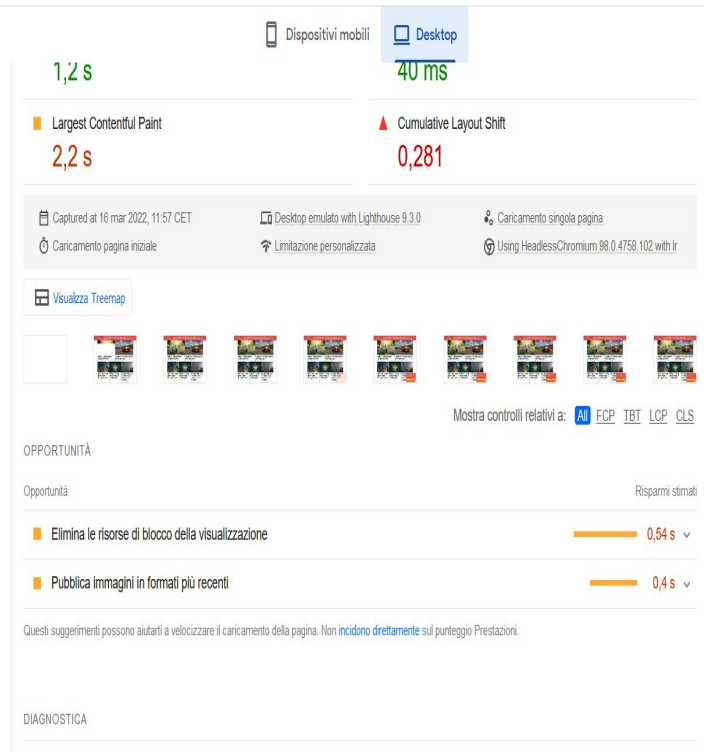 Dispositivi mobili
Desktop
1,2 s
40 ms
Largest Contentful Paint
2,2 s
Cumulative Layout Shift
0,281
Captured at 16 mar 2022, 11:57 CET
Desktop emulato with Lighthouse 9.3.0
Caricamento singola pagina
Caricamento pagina iniziale
Limitazione personalizzata
Using HeadlessChromium 98.0.4758.102 with lr
Visualizza Treemap
Mostra controlli relativi a: All FCP TBT LCP CLS
OPPORTUNITÀ
Opportunità
Risparmi stimati
Elimina le risorse di blocco della visualizzazione
0,54 s
Pubblica immagini in formati più recenti
0,4 s
Questi suggerimenti possono aiutarti a velocizzare il caricamento della pagina. Non incidono direttamente sul punteggio Prestazioni.
DIAGNOSTICA